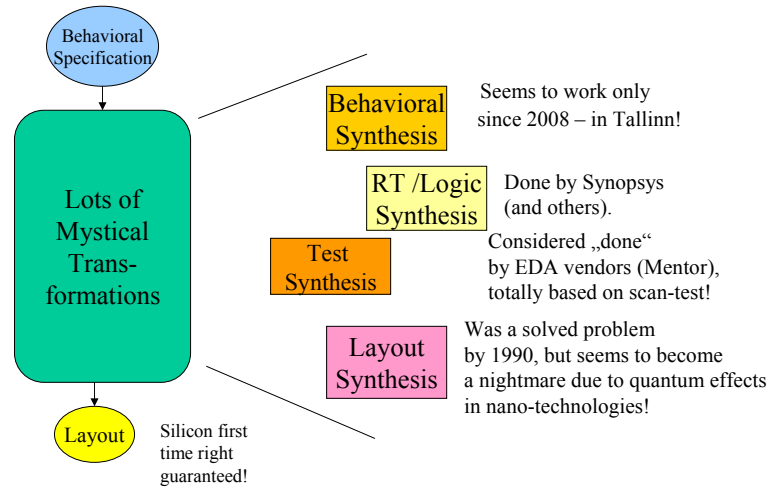 Behavioral
Specification
Lots of
Mystical
Trans-
formations
Layout
Silicon first
time right
guaranteed!
Behavioral
Synthesis
Seems to work only
since 2008 – in Tallinn!
RT /Logic
Synthesis
Done by Synopsys
(and others).
Test
Synthesis
Considered „done“
by EDA vendors (Mentor),
totally based on scan-test!
Layout
Synthesis
Was a solved problem
by 1990, but seems to become
a nightmare due to quantum effects
in nano-technologies!